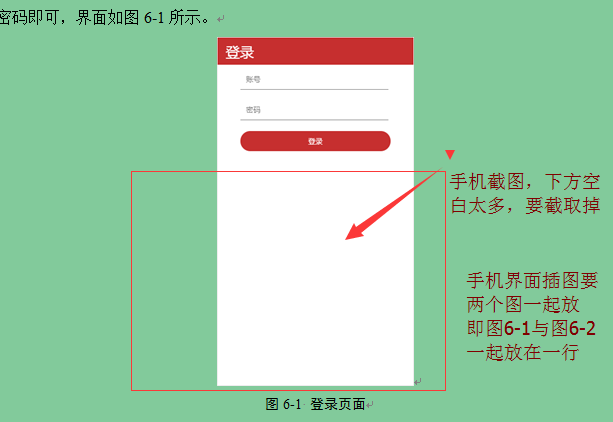 密码即可，界面如图 6-1 所示。
登录
账号
密码
登录
手机截图，下方空
白太多，要截取掉
手机界面插图要
两个图一起放
即图6-1与图6-2
一起放在一行
图 6-1 登录页面